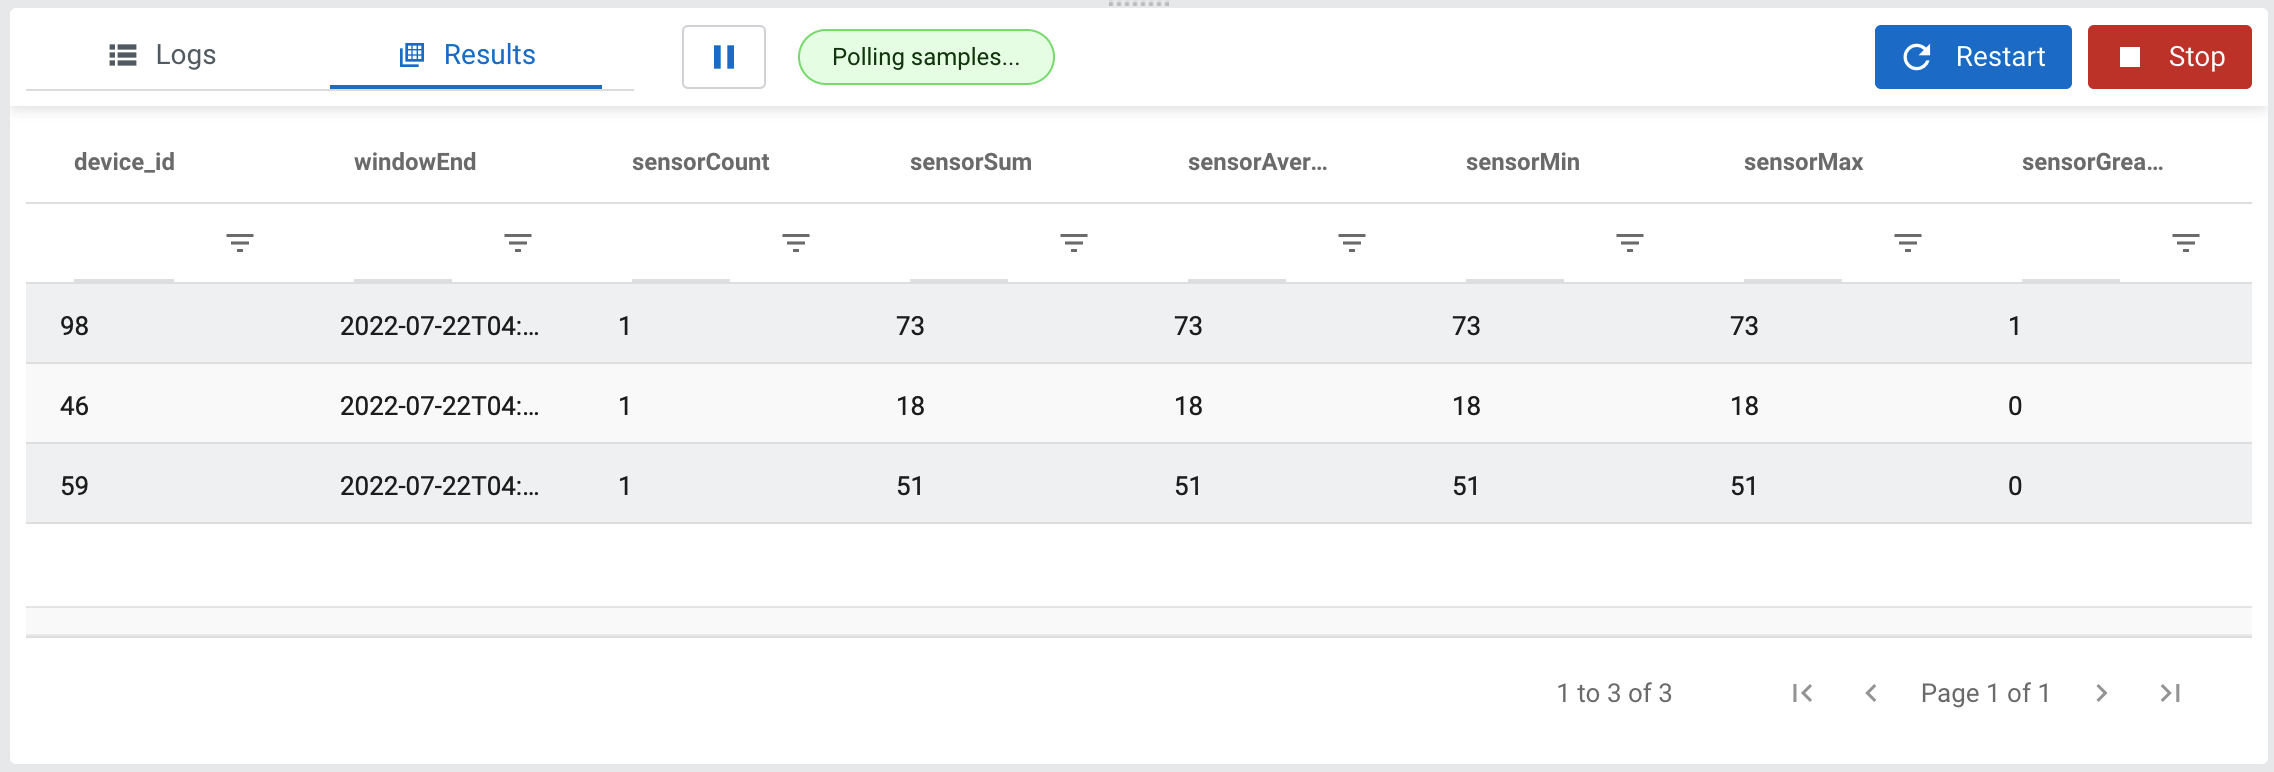 Logs Results Polling samples... Restart Stop
device_id windowEnd sensorCount sensorSum sensorAver... sensorMin sensorMax sensorGrea...
98 2022-07-22T04:... 1 73 73 73 73 1
46 2022-07-22T04:... 1 18 18 18 18 0
59 2022-07-22T04:... 1 51 51 51 51 0
1 to 3 of 3 Page 1 of 1